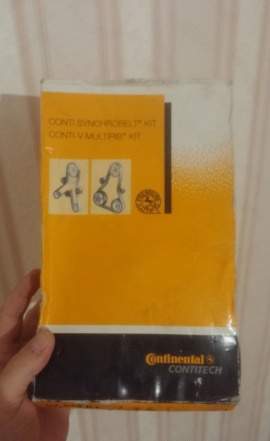 CONTI SYNCHROBELT® KIT
CONTI-V MULTIRIB® KIT
Continental
CONTITECH